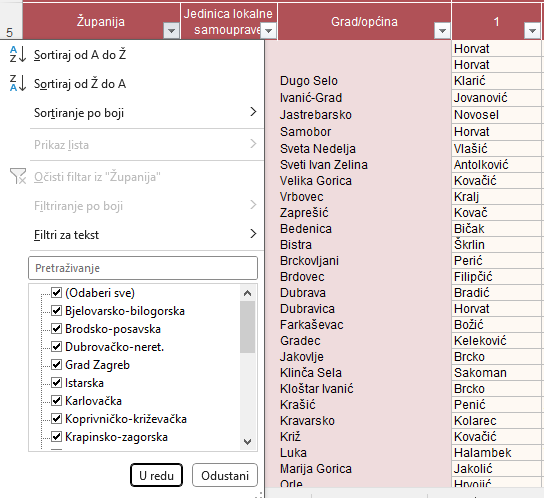 5
Županija
Jedinica lokalne
samouprave
Grad/općina
1
Sortiraj od A do Ž
Sortiraj od Ž do A
Sortiranje po boji
Prikaz lista
Očisti filtar iz "Županija"
Filtriranje po boji
Filtri za tekst
Pretraživanje
(Odaberi sve)
Bjelovarsko-bilogorska
Brodsko-posavska
Dubrovačko-neret.
Grad Zagreb
Istarska
Karlovačka
Koprivničko-križevačka
Krapinsko-zagorska
U redu
Odustani
Horvat
Horvat
Dugo Selo Klarić
Ivanić-Grad Jovanović
Jastrebarsko Novosel
Samobor Horvat
Sveta Nedelja Vlašić
Sveti Ivan Zelina Antolković
Velika Gorica Kovačić
Vrbovec Kralj
Zaprešić Kovač
Bedenica Bičak
Bistra Škrlin
Brckovljani Perić
Brdovec Filipčić
Dubrava Bradić
Dubravica Horvat
Farkaševac Božić
Gradec Keleković
Jakovlje Brcko
Klinča Sela Sakoman
Kloštar Ivanić Brcko
Krašić Penić
Kravarsko Kolarec
Križ Kovačić
Luka Halambek
Marija Gorica Jakolić
Orle Hrvojić